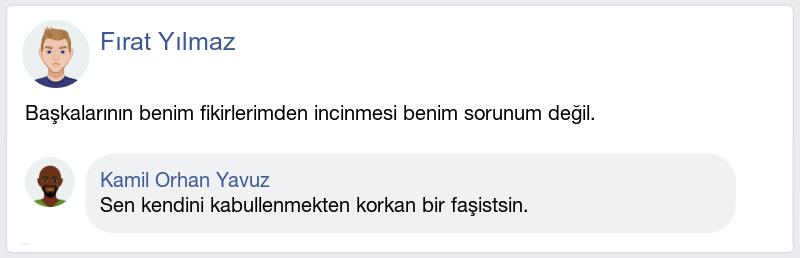 Fırat Yılmaz
Başkalarının benim fikirlerimden incinmesi benim sorunum değil.
Kamil Orhan Yavuz
Sen kendini kabullenmekten korkan bir faşistsin.